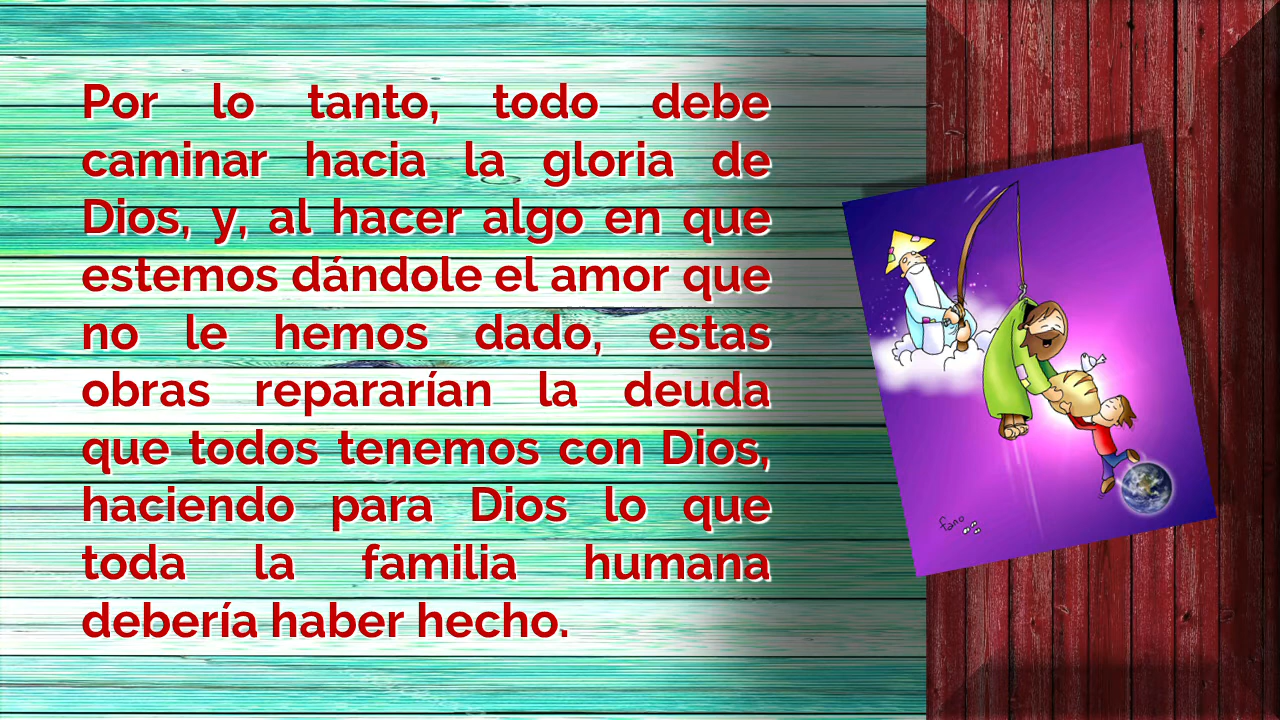 Por lo tanto, todo debe
caminar hacia la gloria de
Dios, y, al hacer algo en que
estemos dándole el amor que
no le hemos dado, estas
obras repararían la deuda
que todos tenemos con Dios,
haciendo para Dios lo que
toda la familia humana
debería haber hecho.
fano